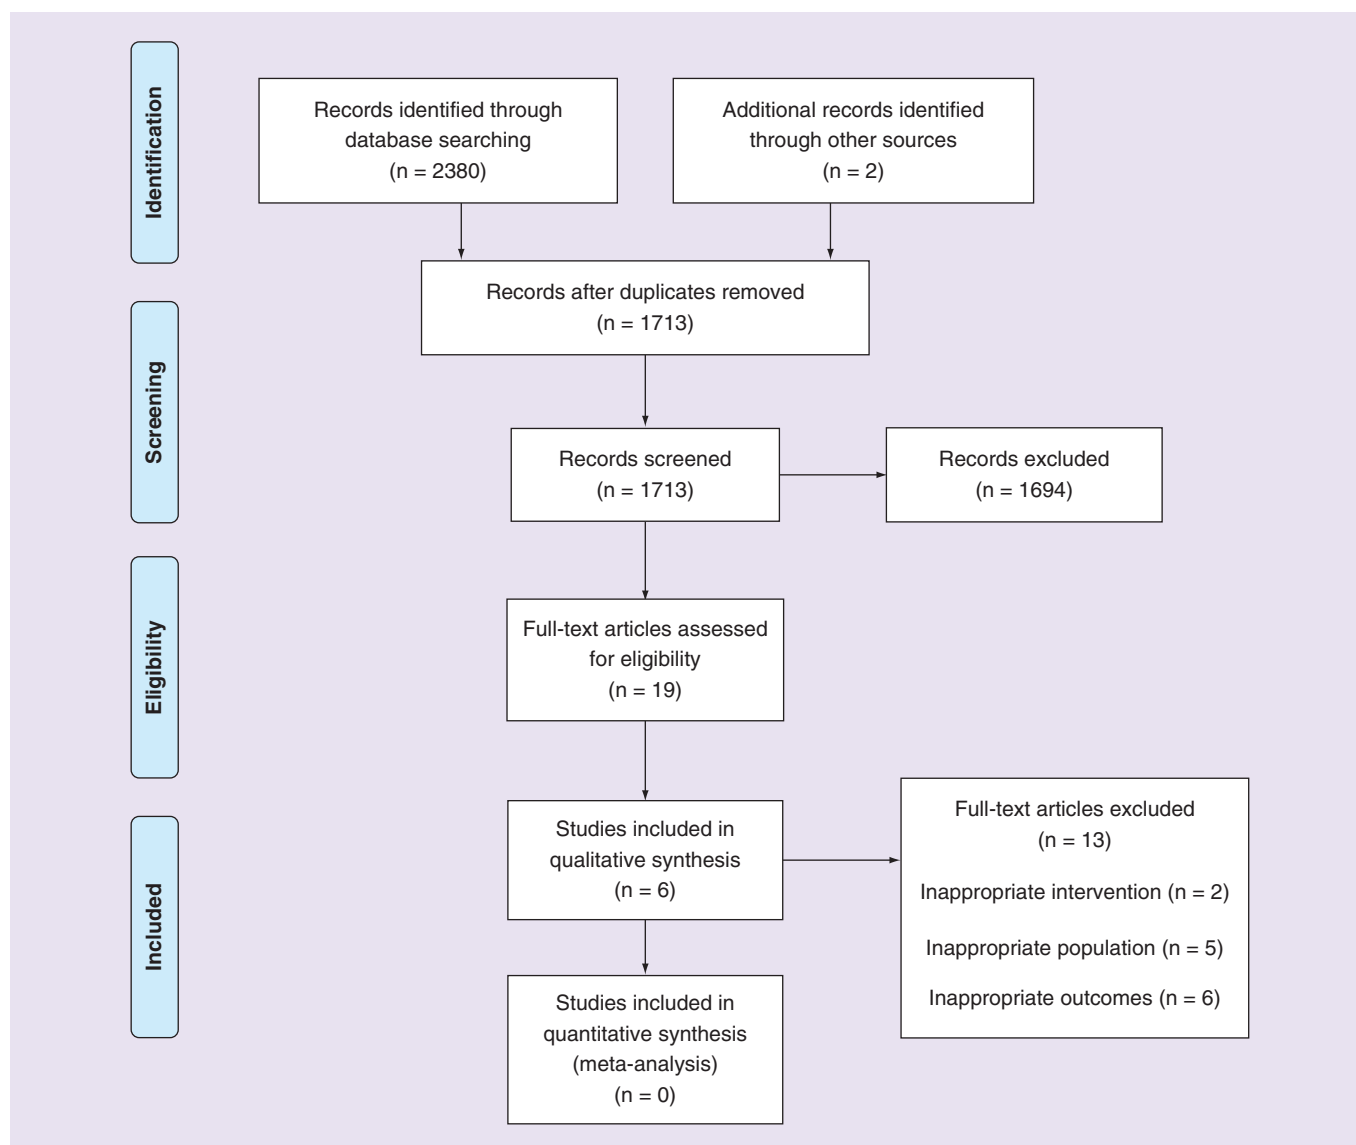 Identification
Records identified through
database searching
(n = 2380)
Additional records identified
through other sources
(n = 2)
Records after duplicates removed
(n = 1713)
Screening
Records screened
(n = 1713)
Records excluded
(n = 1694)
Eligibility
Full-text articles assessed
for eligibility
(n = 19)
Included
Studies included in
qualitative synthesis
(n = 6)
Full-text articles excluded
(n = 13)
Inappropriate intervention (n = 2)
Inappropriate population (n = 5)
Inappropriate outcomes (n = 6)
Studies included in
quantitative synthesis
(meta-analysis)
(n = 0)